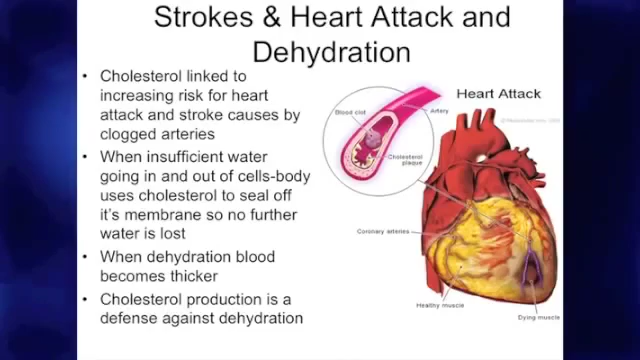 Strokes & Heart Attack and
Dehydration
• Cholesterol linked to
increasing risk for heart
attack and stroke causes by
clogged arteries
• When insufficient water
going in and out of cells-body
uses cholesterol to seal off
it's membrane so no further
water is lost
• When dehydration blood
becomes thicker
• Cholesterol production is a
defense against dehydration
Heart Attack
Blood clot
Artery
Cholesterol
plaque
Coronary arteries
Healthy muscle
Dying muscle